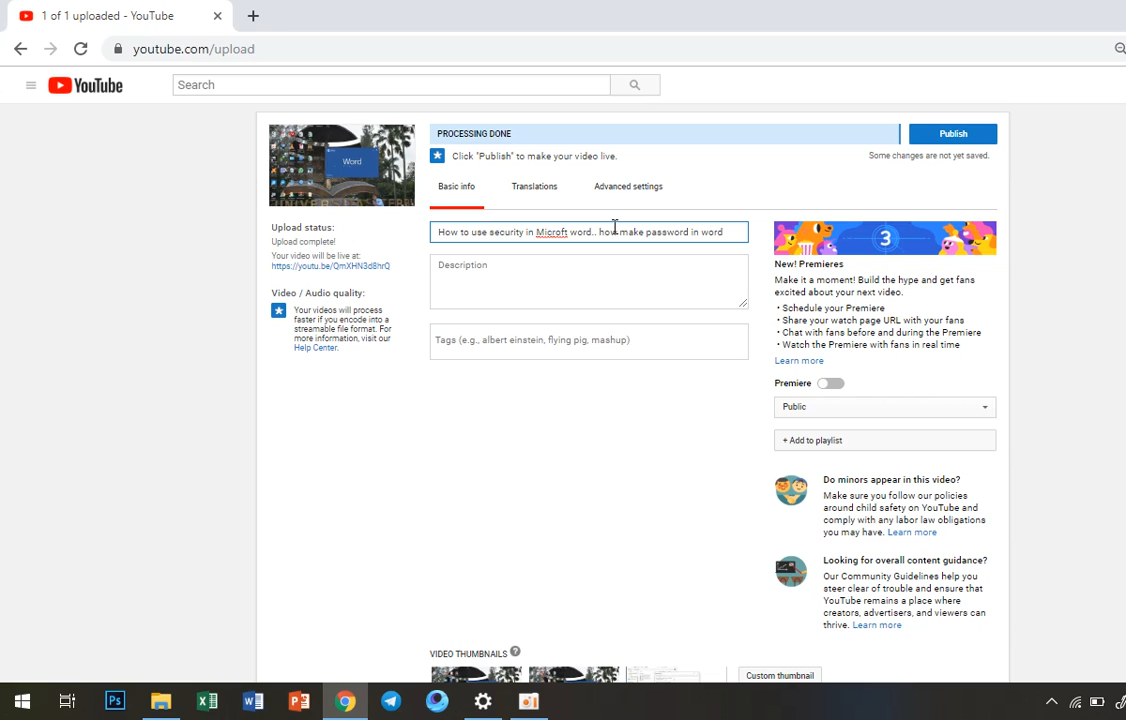 1 of 1 uploaded - YouTube
youtube.com/upload
YouTube
Search
Word
PROCESSING DONE
Publish
Click "Publish" to make your video live.
Some changes are not yet saved.
Basic info
Translations
Advanced settings
Upload status:
Upload complete!
Your video will be live at:
https://youtu.be/QmXHN3d8hrQ
Video / Audio quality:
Your videos will process
faster if you encode into a
streamable file format. For
more information, visit our
Help Center.
How to use security in Microft word.. how make password in word
Description
Tags (e.g., albert einstein, flying pig, mashup)
3
New! Premieres
Make it a moment! Build the hype and get fans
excited about your next video.
• Schedule your Premiere
• Share your watch page URL with your fans
• Chat with fans before and during the Premiere
• Watch the Premiere with fans in real time
Learn more
Premiere
Public
+ Add to playlist
Do minors appear in this video?
Make sure you follow our policies
around child safety on YouTube and
comply with any labor law obligations
you may have. Learn more
Looking for overall content guidance?
Our Community Guidelines help you
steer clear of trouble and ensure that
YouTube remains a place where
creators, advertisers, and viewers can
thrive. Learn more
VIDEO THUMBNAILS ?
Custom thumbnail
Ps